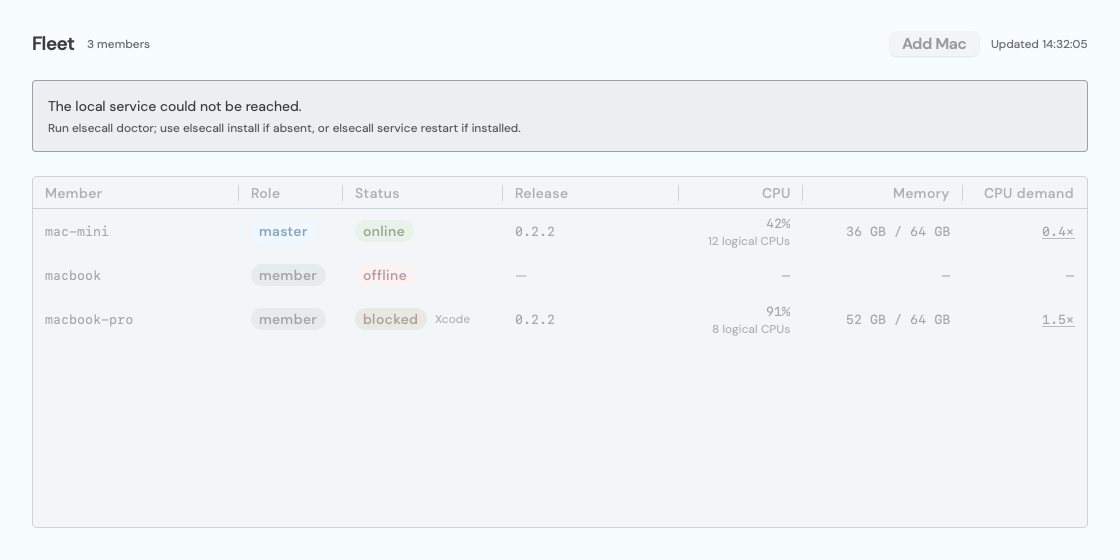 Fleet 3 members Add Mac Updated 14:32:05
The local service could not be reached.
Run elsecall doctor; use elsecall install if absent, or elsecall service restart if installed.
Member Role Status Release CPU Memory CPU demand
mac-mini master online 0.2.2 42% 12 logical CPUs 36 GB / 64 GB 0.4×
macbook member offline — — — —
macbook-pro member blocked Xcode 0.2.2 91% 8 logical CPUs 52 GB / 64 GB 1.5×